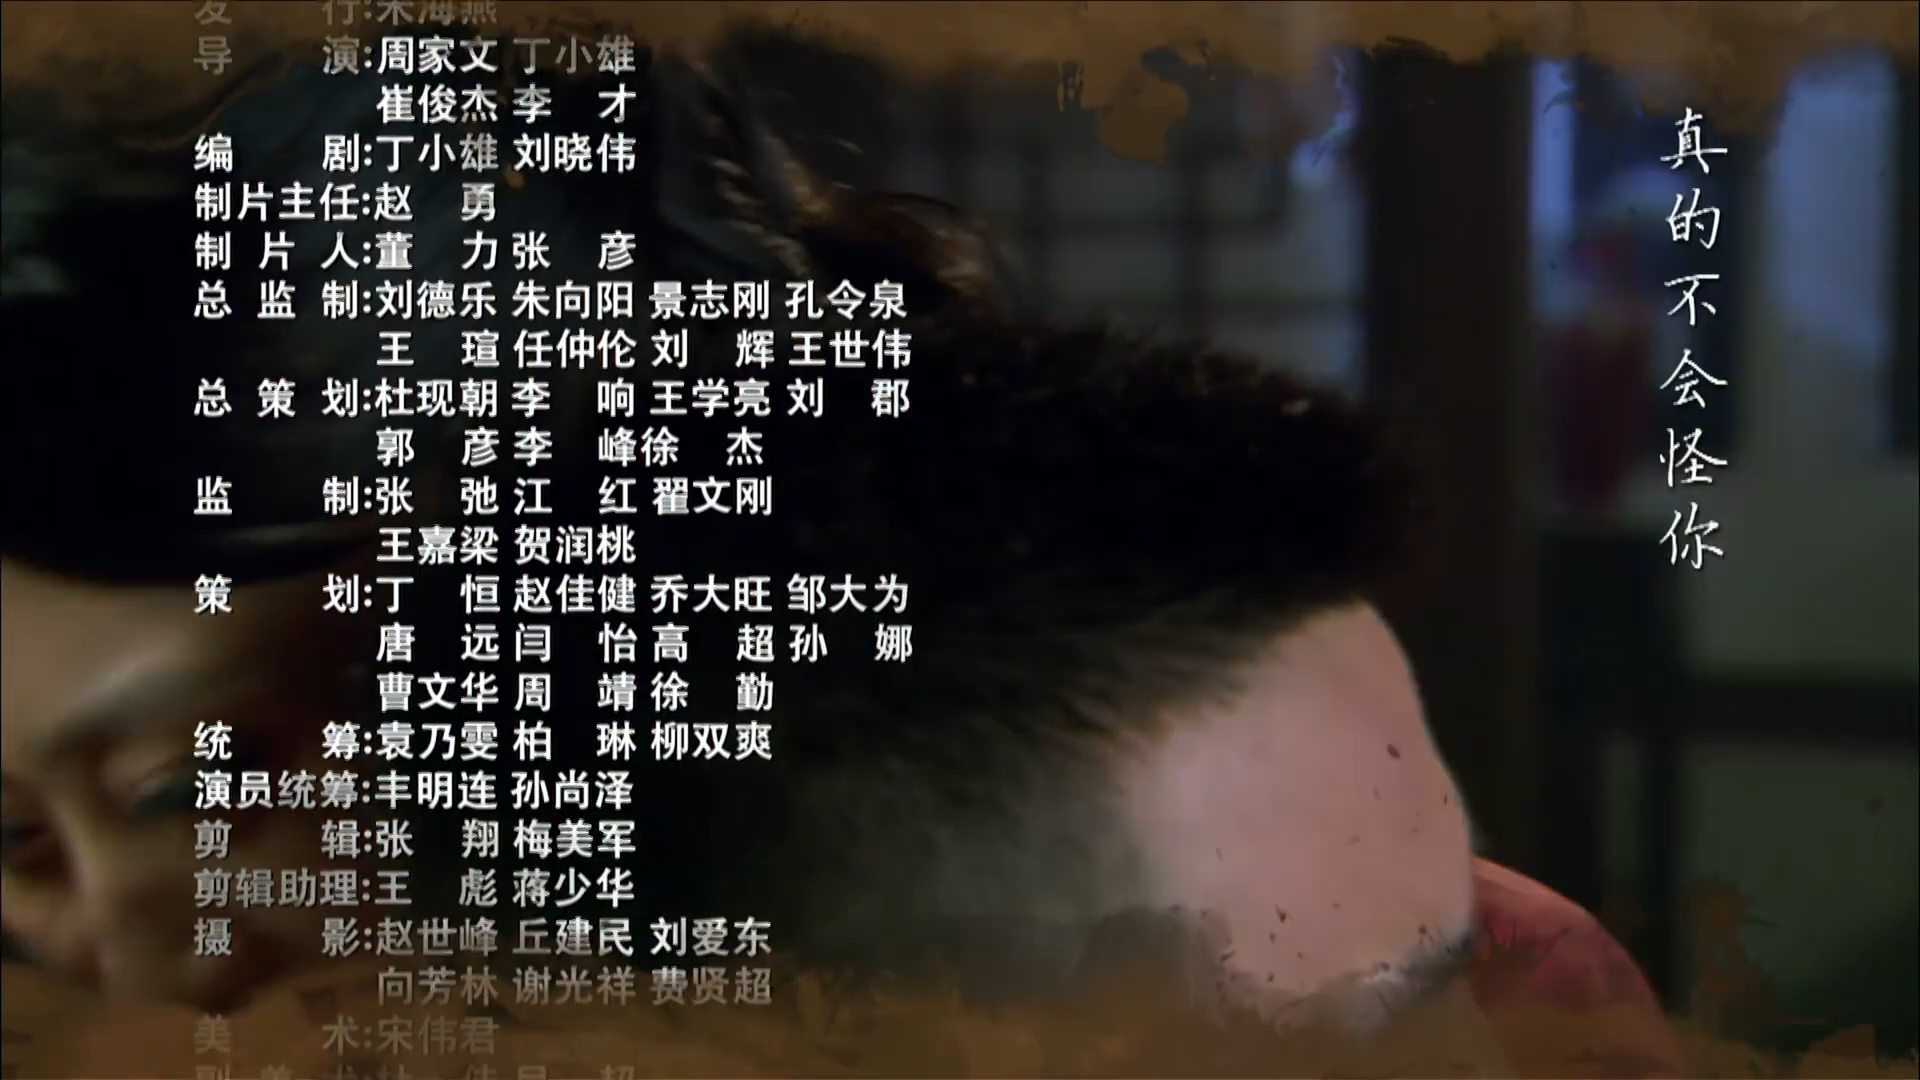 发 行:宋海燕
导 演:周家文 丁小雄
崔俊杰 李 才
编 剧:丁小雄 刘晓伟
制片主任:赵 勇
制 片 人:董 力 张 彦
总 监 制:刘德乐 朱向阳 景志刚 孔令泉
王 瑄 任仲伦 刘 辉 王世伟
总 策 划:杜现朝 李 响 王学亮 刘 郡
郭 彦 李 峰 徐 杰
监 制:张 弛 江 红 翟文刚
王嘉梁 贺润桃
策 划:丁 恒 赵佳健 乔大旺 邹大为
唐 远 闫 怡 高 超 孙 娜
曹文华 周 靖 徐 勤
统 筹:袁乃雯 柏 琳 柳双爽
演员统筹:丰明连 孙尚泽
剪 辑:张 翔 梅美军
剪辑助理:王 彪 蒋少华
摄 影:赵世峰 丘建民 刘爱东
向芳林 谢光祥 费贤超
美 术:宋伟君
真的不会怪你